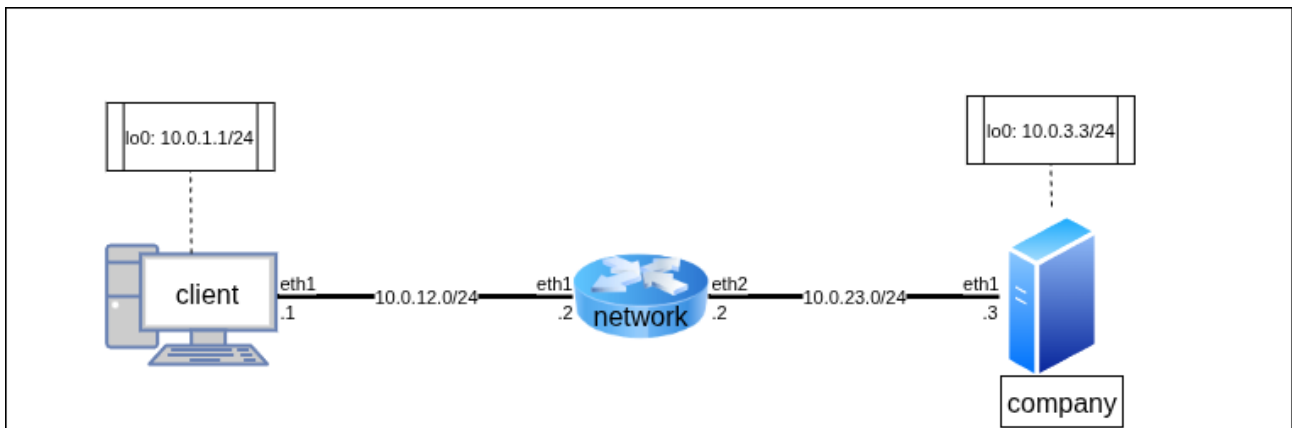 lo0: 10.0.1.1/24
lo0: 10.0.3.3/24
client
eth1
.1
10.0.12.0/24
eth1
.2
network
eth2
.2
10.0.23.0/24
eth1
.3
company